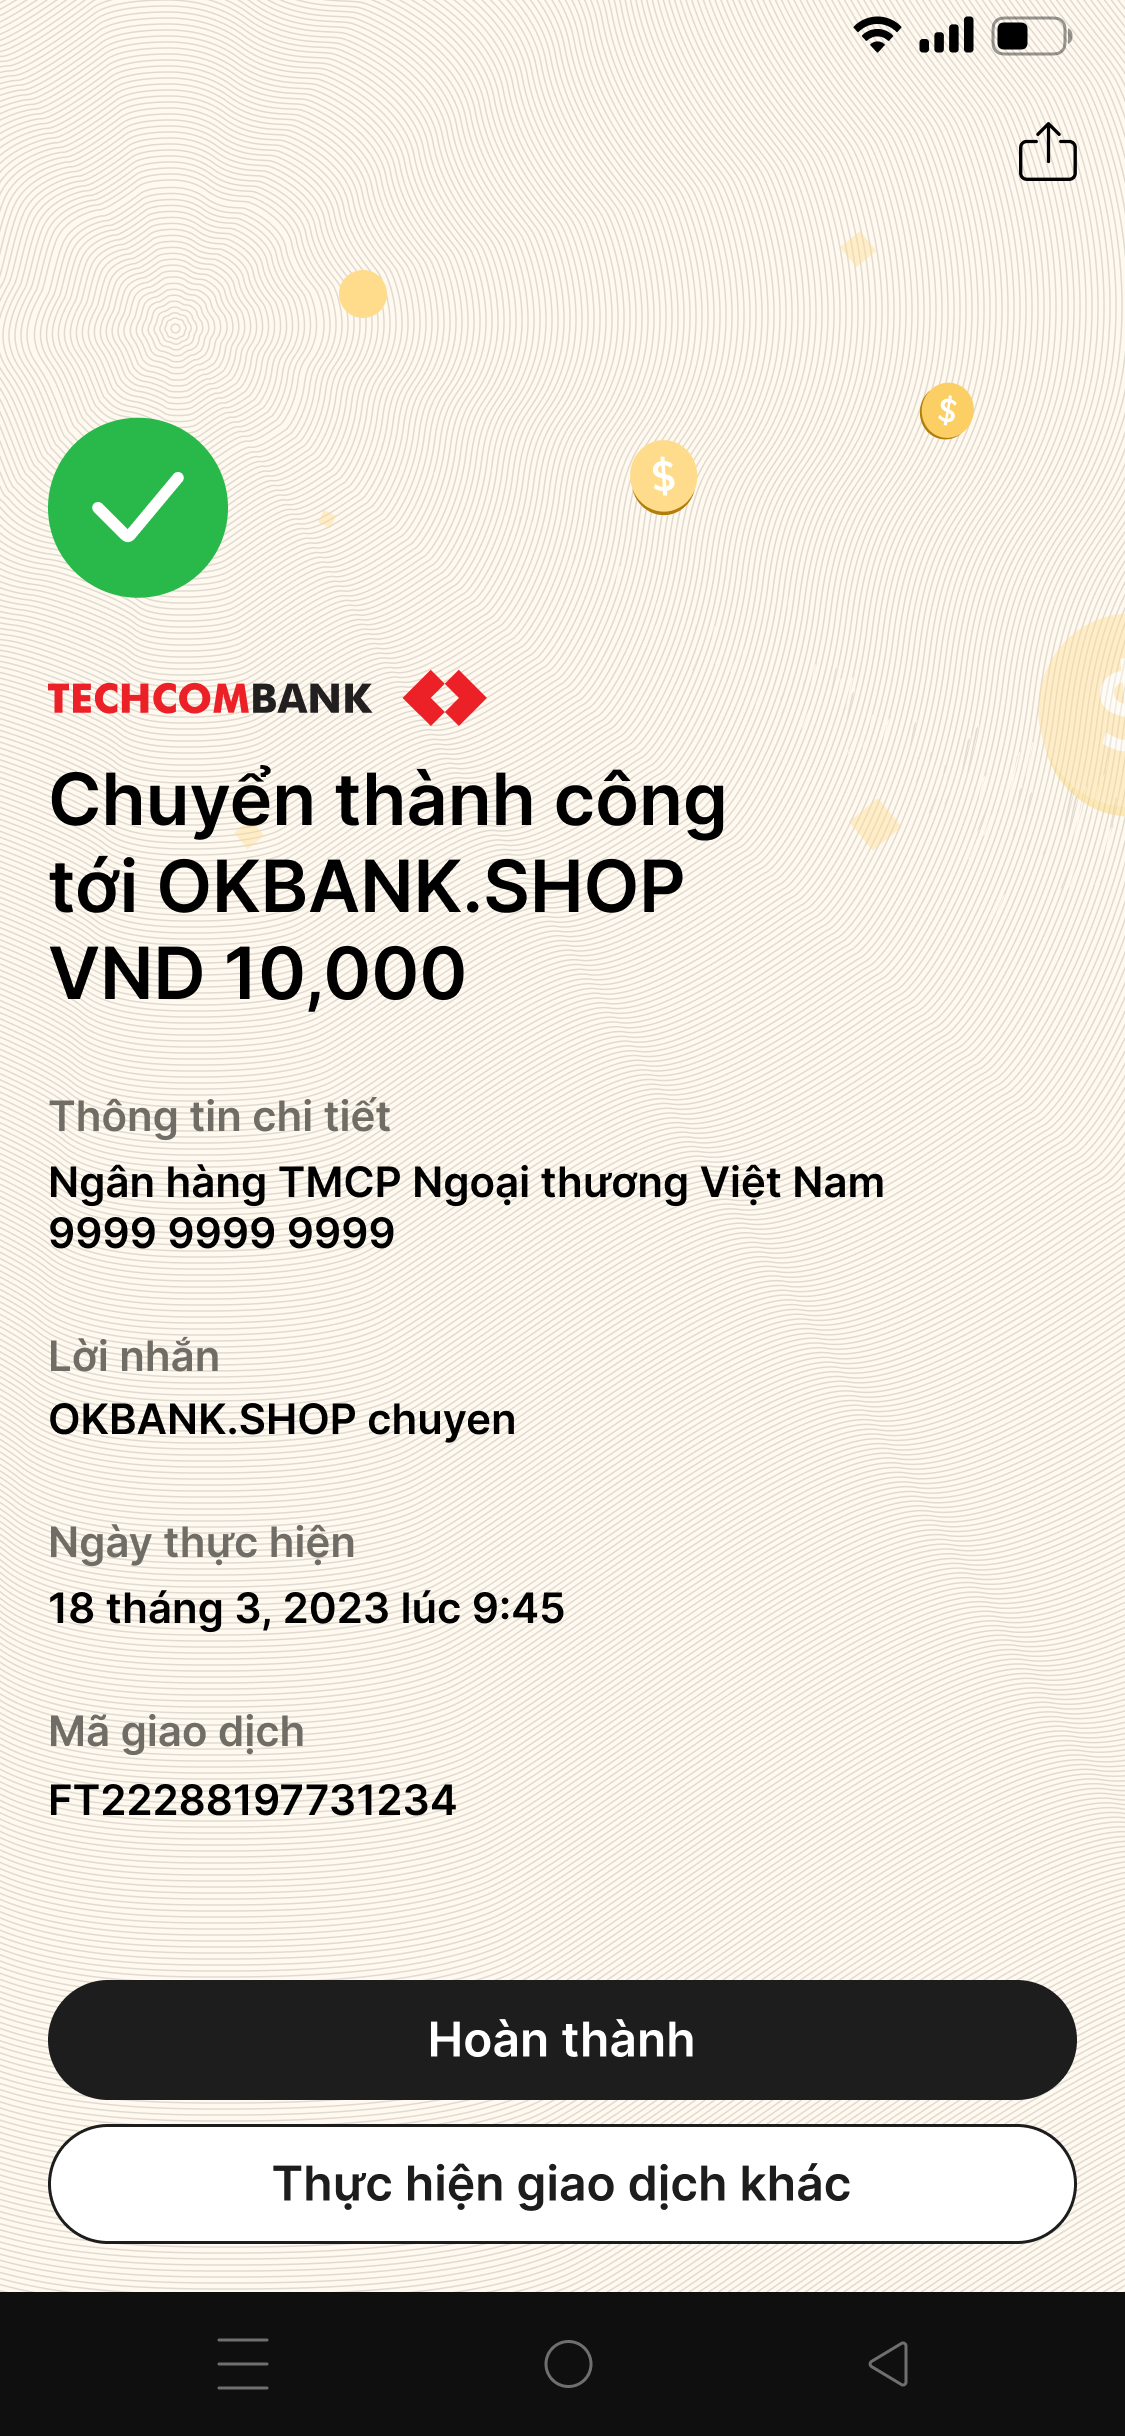 TECHCOMBANK
Chuyển thành công
tới OKBANK.SHOP
VND 10,000
Thông tin chi tiết
Ngân hàng TMCP Ngoại thương Việt Nam
9999 9999 9999
Lời nhắn
OKBANK.SHOP chuyen
Ngày thực hiện
18 tháng 3, 2023 lúc 9:45
Mã giao dịch
FT22288197731234
Hoàn thành
Thực hiện giao dịch khác